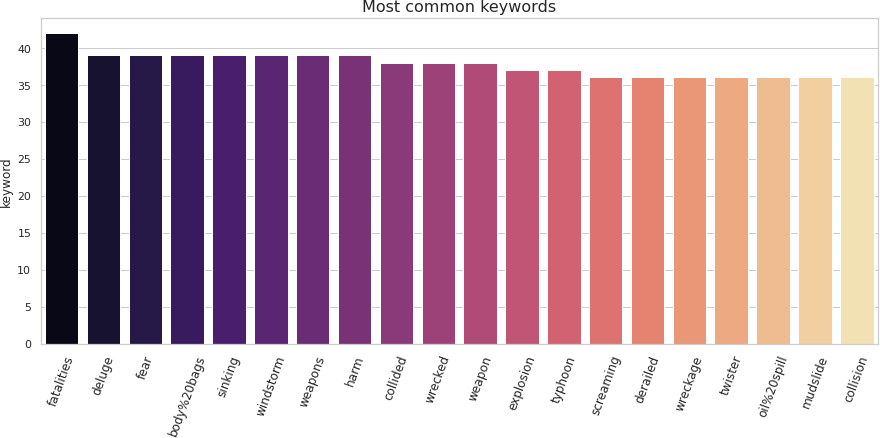 Most common keywords
keyword
40
35
30
25
20
15
10
5
0
fatalities
deluge
fear
body%20bags
sinking
windstorm
weapons
harm
collided
wrecked
weapon
explosion
typhoon
screaming
derailed
wreckage
twister
oil%20spill
mudslide
collision